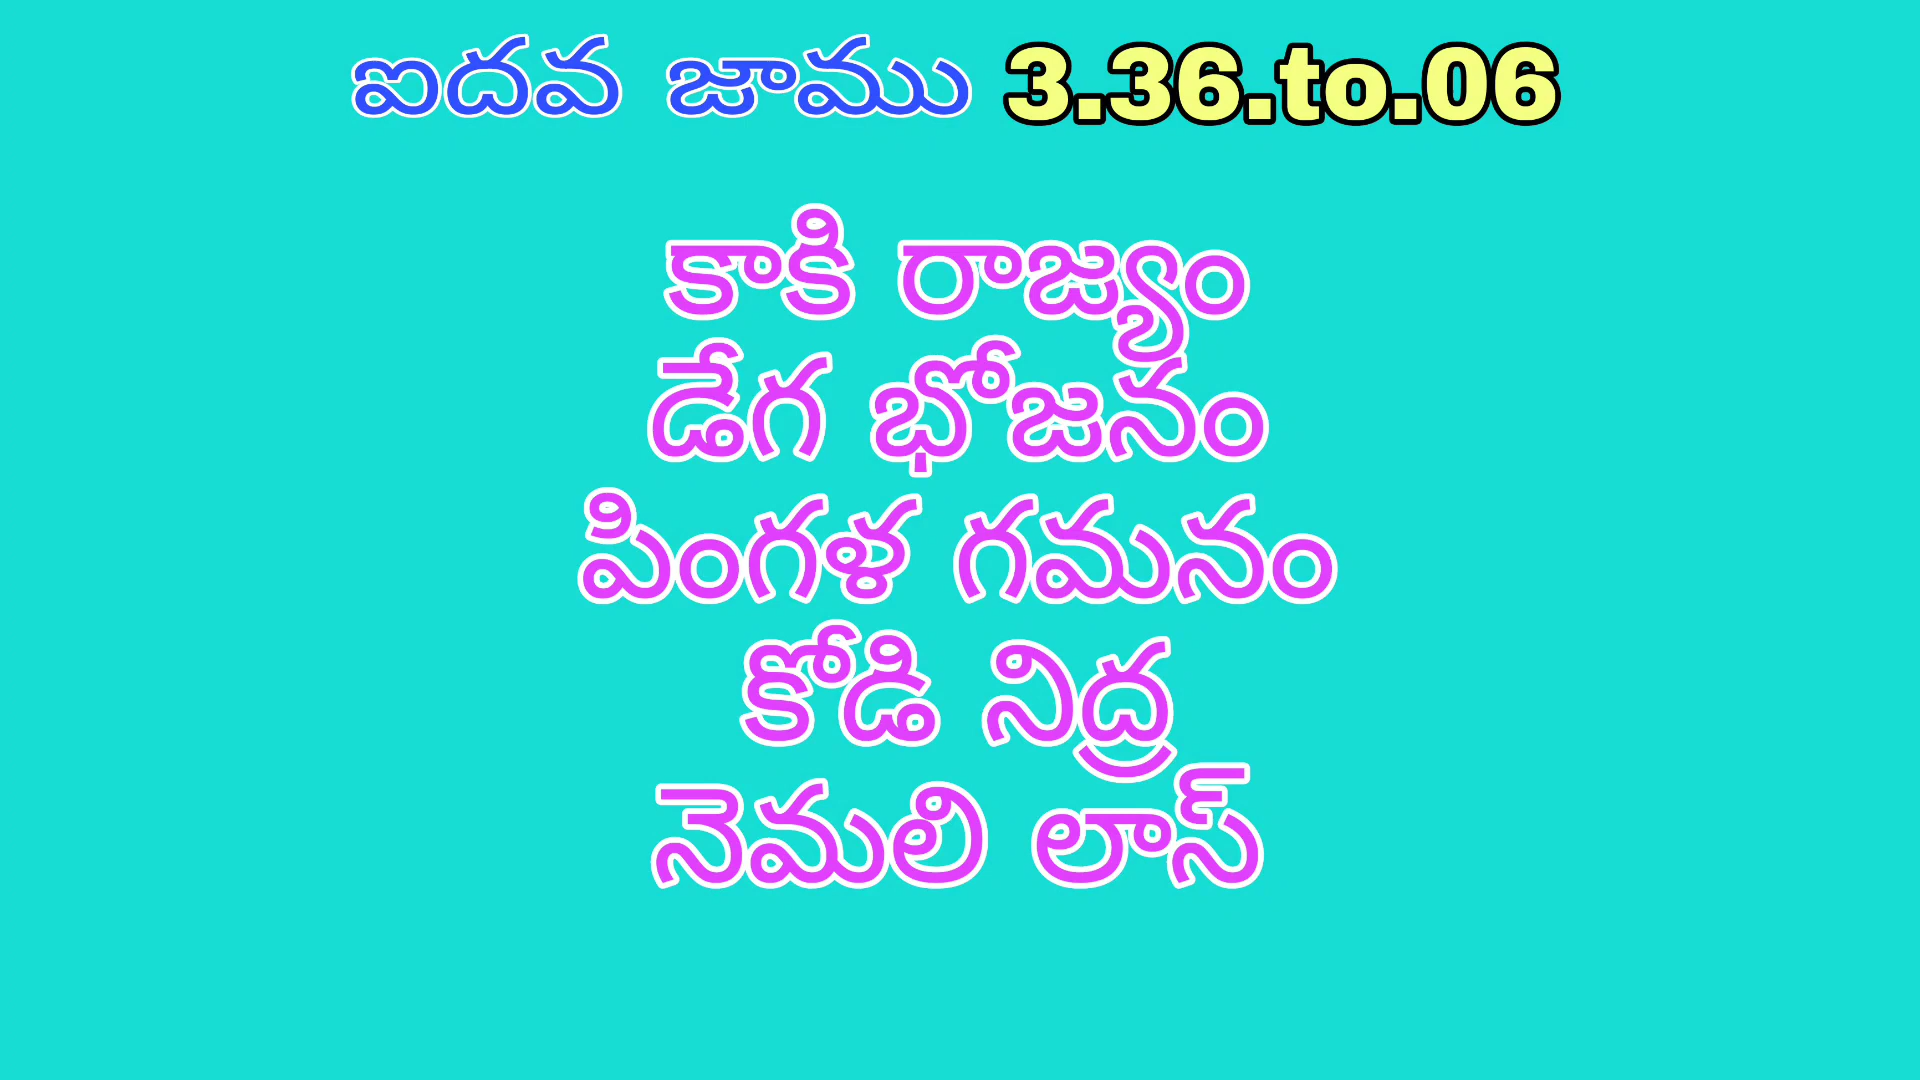 ఐదవ జాము 3.36.to.06
కాకి రాజ్యం
డేగ భోజనం
పింగళ గమనం
కోడి నిద్ర
నెమలి లాస్